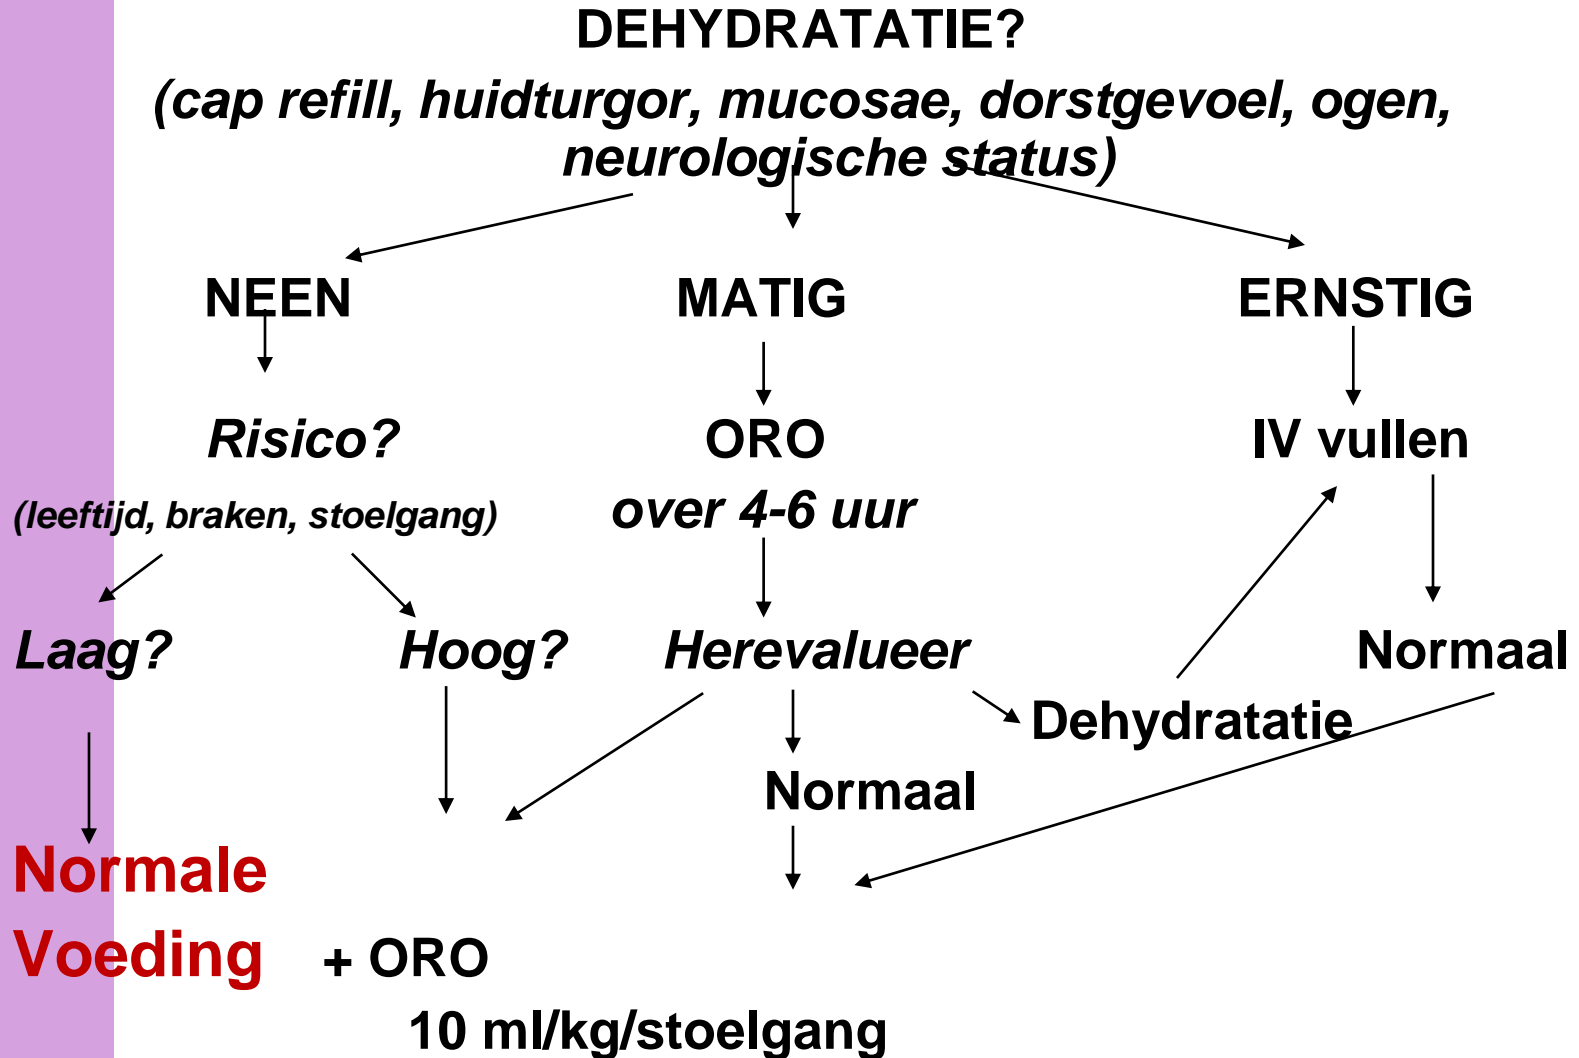 DEHYDRATATIE?
(cap refill, huidturgor, mucosae, dorstgevoel, ogen,
neurologische status)
NEEN MATIG ERNSTIG
Risico? ORO IV vullen
(leeftijd, braken, stoelgang) over 4-6 uur
Laag? Hoog? Herevalueer Normaal
Dehydratatie
Normaal
Normale
Voeding + ORO
10 ml/kg/stoelgang